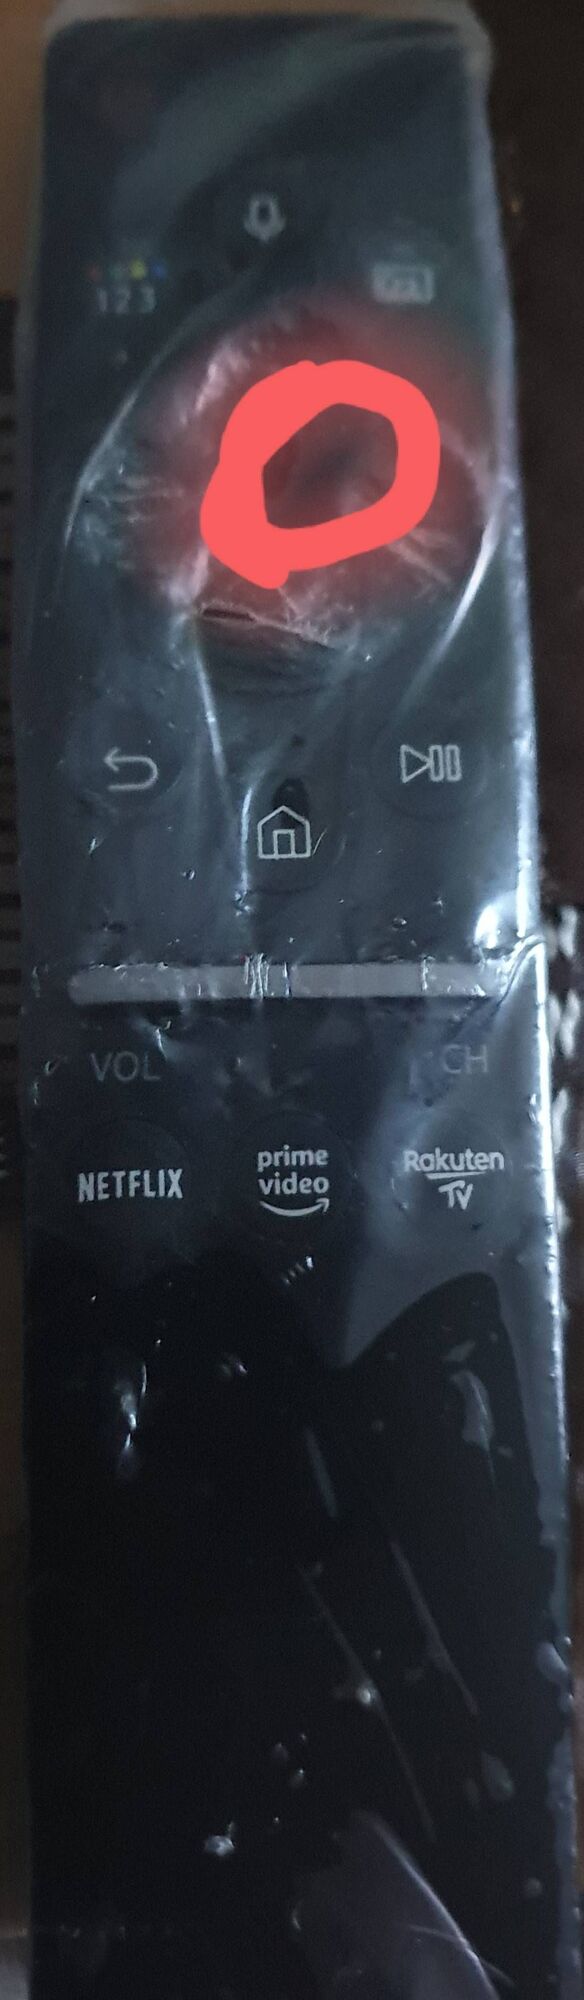 123
VOL
CH
NETFLIX
prime
video
Rakuten
TV